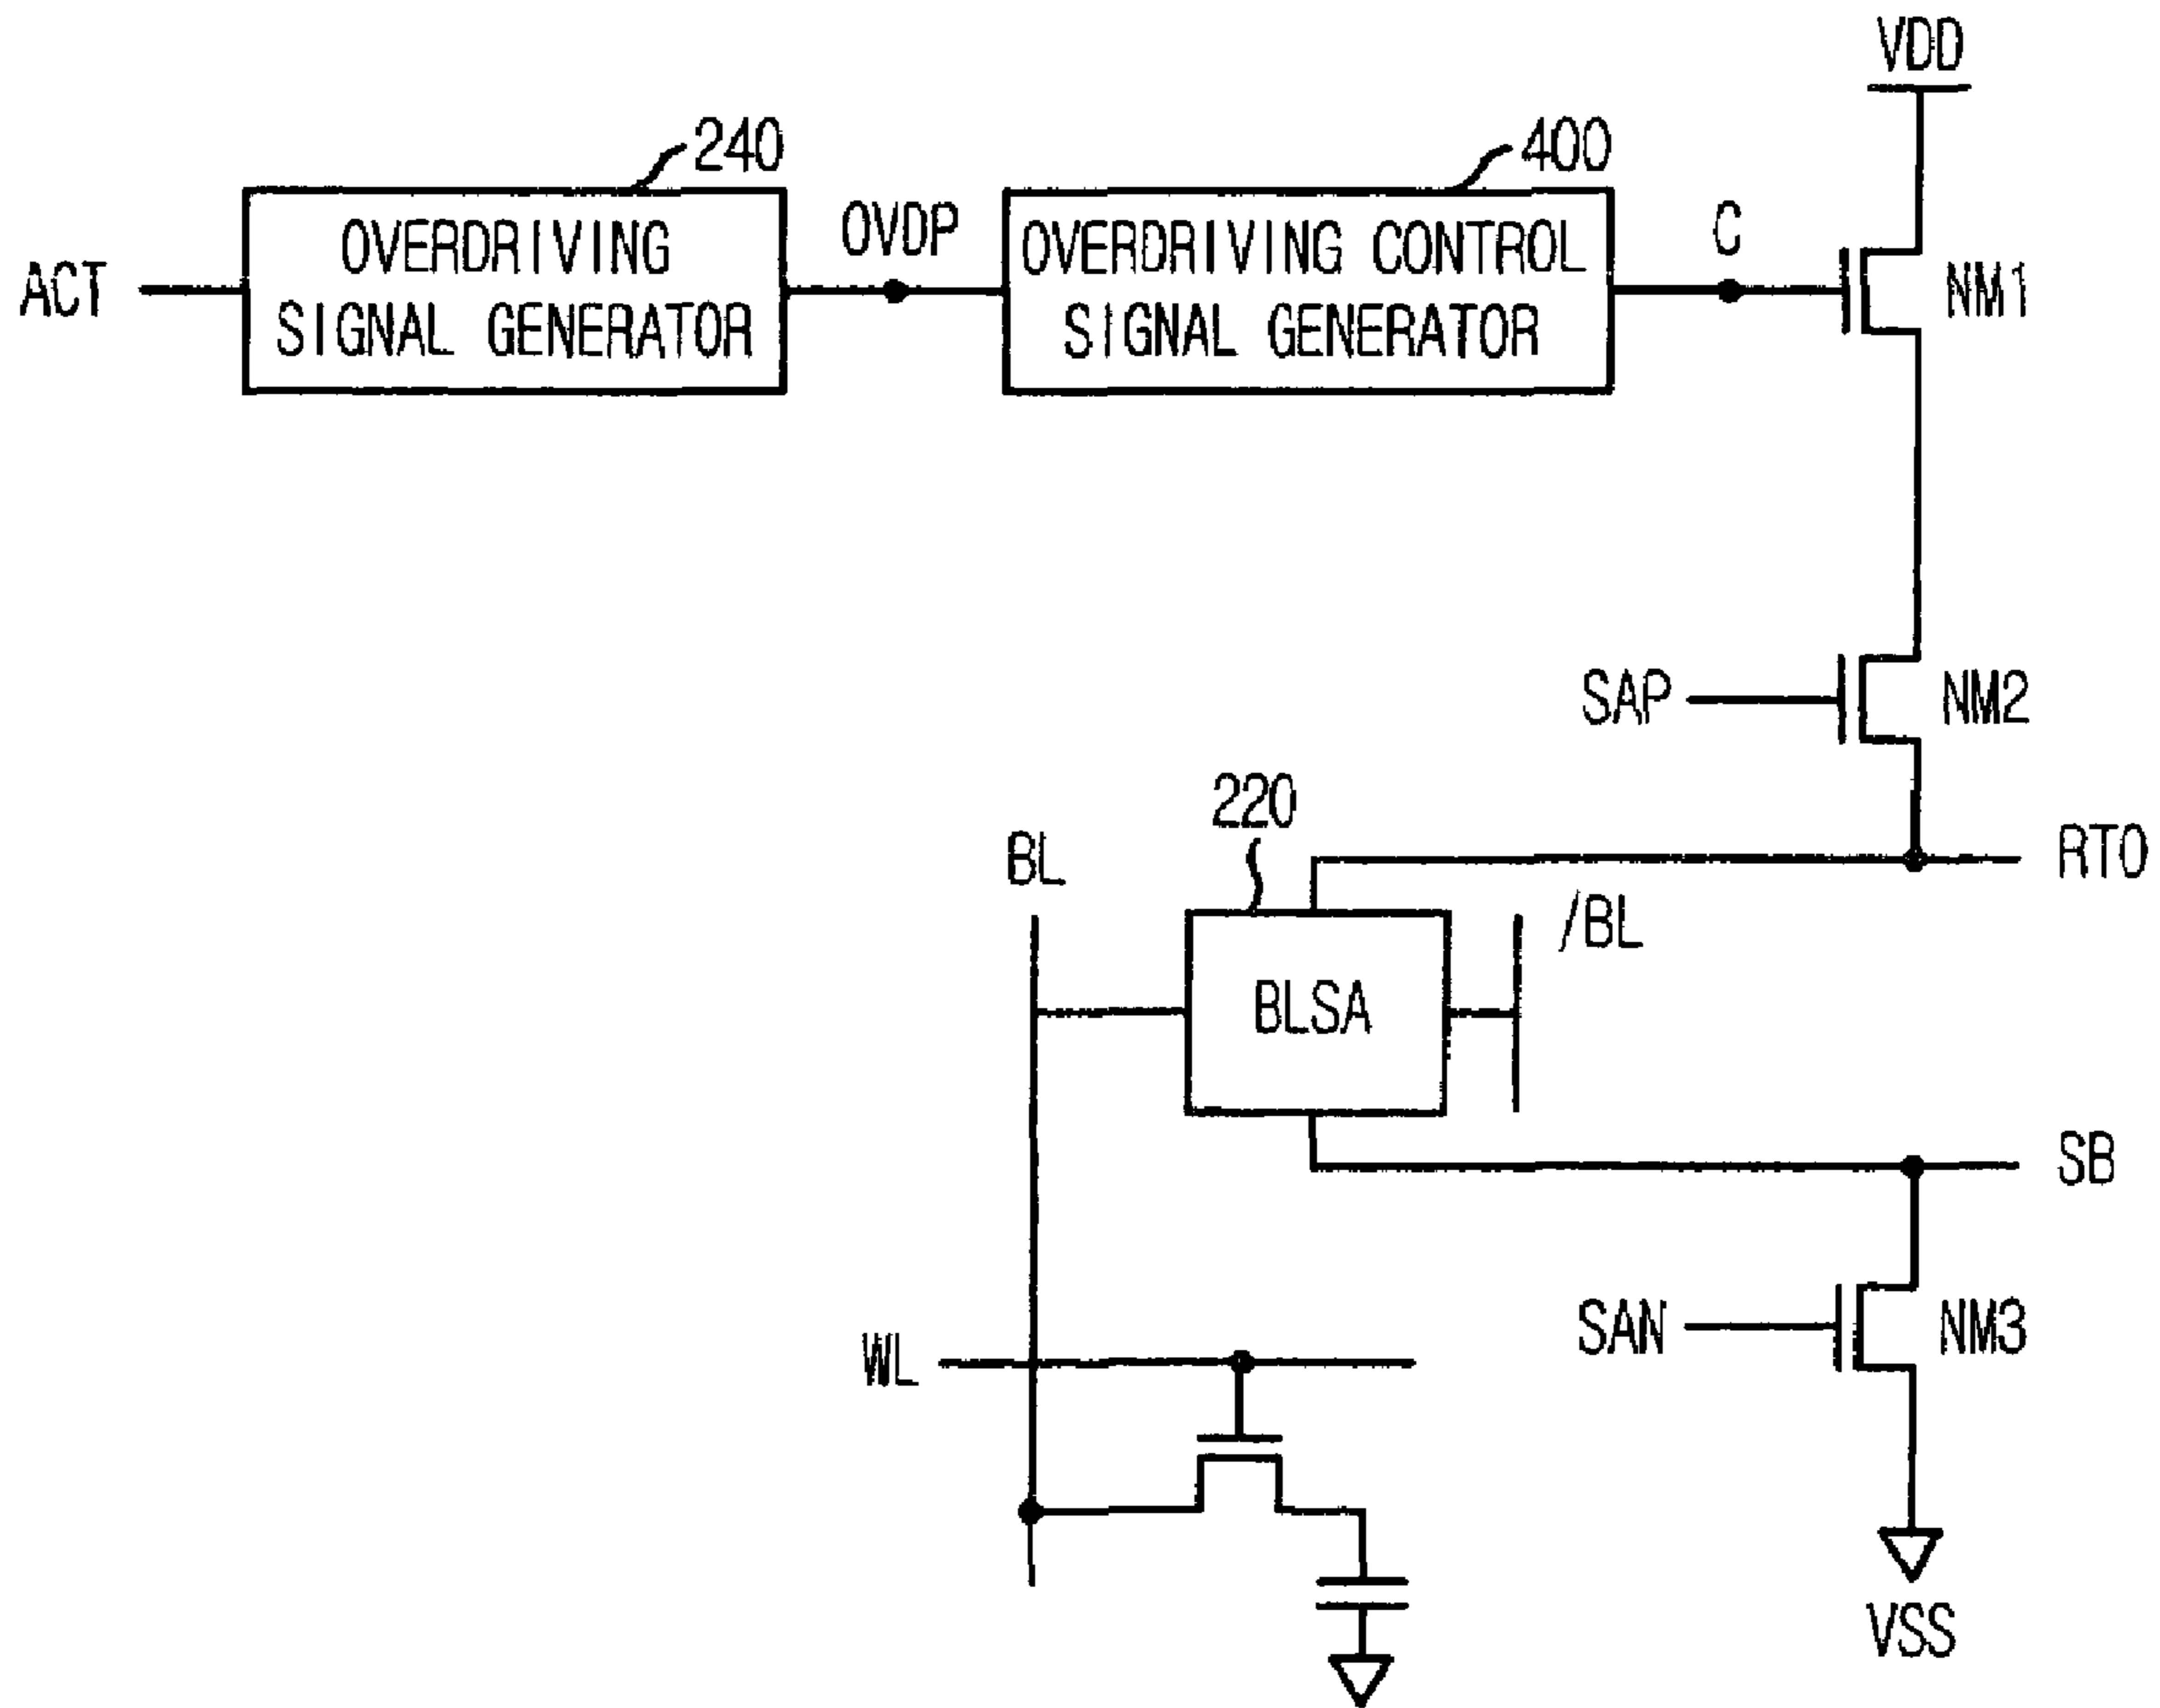 VDD
240
400
OVERDRIVING
SIGNAL GENERATOR
OVDP
OVERDRIVING CONTROL
SIGNAL GENERATOR
C
ACT
NM1
SAP
NM2
220
BL
RTO
/BL
BLSA
SB
SAN
NM3
WL
VSS